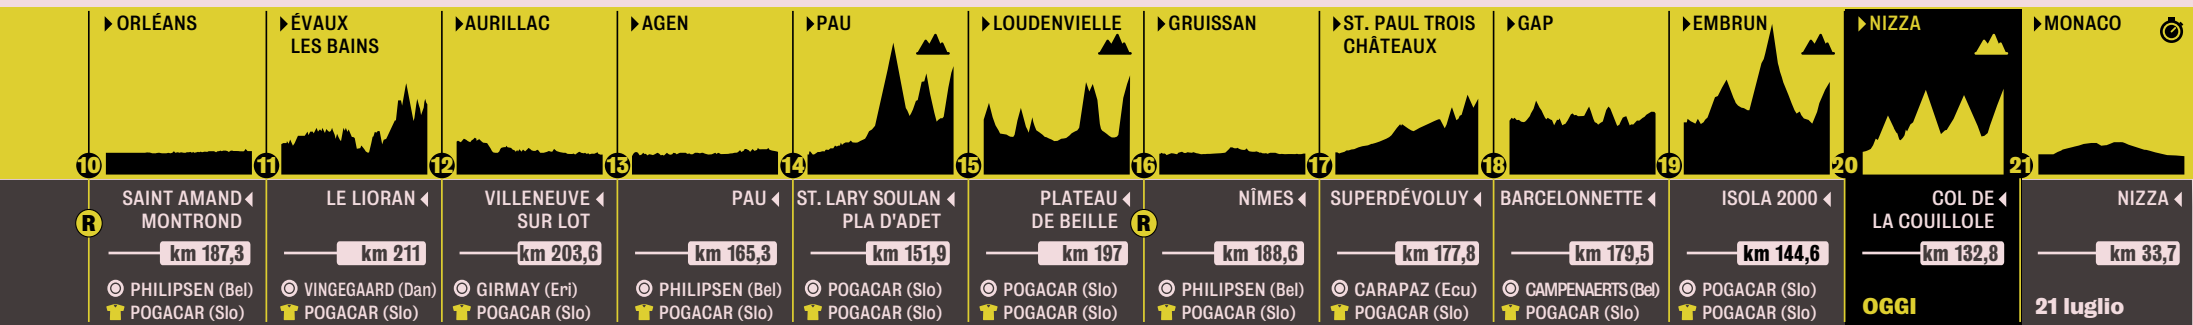 ORLÉANS
10
SAINT AMAND
MONTROND
R
km 187,3
PHILIPSEN (Bel)
POGACAR (Slo)
ÉVAUX
LES BAINS
11
LE LIORAN
km 211
VINGEGAARD (Dan)
POGACAR (Slo)
AURILLAC
12
VILLENEUVE
SUR LOT
km 203,6
GIRMAY (Eri)
POGACAR (Slo)
AGEN
13
PAU
km 165,3
PHILIPSEN (Bel)
POGACAR (Slo)
PAU
14
ST. LARY SOULAN
PLA D'ADET
km 151,9
POGACAR (Slo)
POGACAR (Slo)
LOUDENVIELLE
15
PLATEAU
DE BEILLE
km 197
POGACAR (Slo)
POGACAR (Slo)
GRUISSAN
16
R
NÎMES
km 188,6
PHILIPSEN (Bel)
POGACAR (Slo)
ST. PAUL TROIS
CHÂTEAUX
17
SUPERDÉVOLUY
km 177,8
CARAPAZ (Ecu)
POGACAR (Slo)
GAP
18
BARCELONNETTE
km 179,5
CAMPENAERTS (Bel)
POGACAR (Slo)
EMBRUN
19
ISOLA 2000
km 144,6
POGACAR (Slo)
POGACAR (Slo)
NIZZA
20
COL DE
LA COUILLOLE
km 132,8
OGGI
MONACO
21
NIZZA
km 33,7
21 luglio